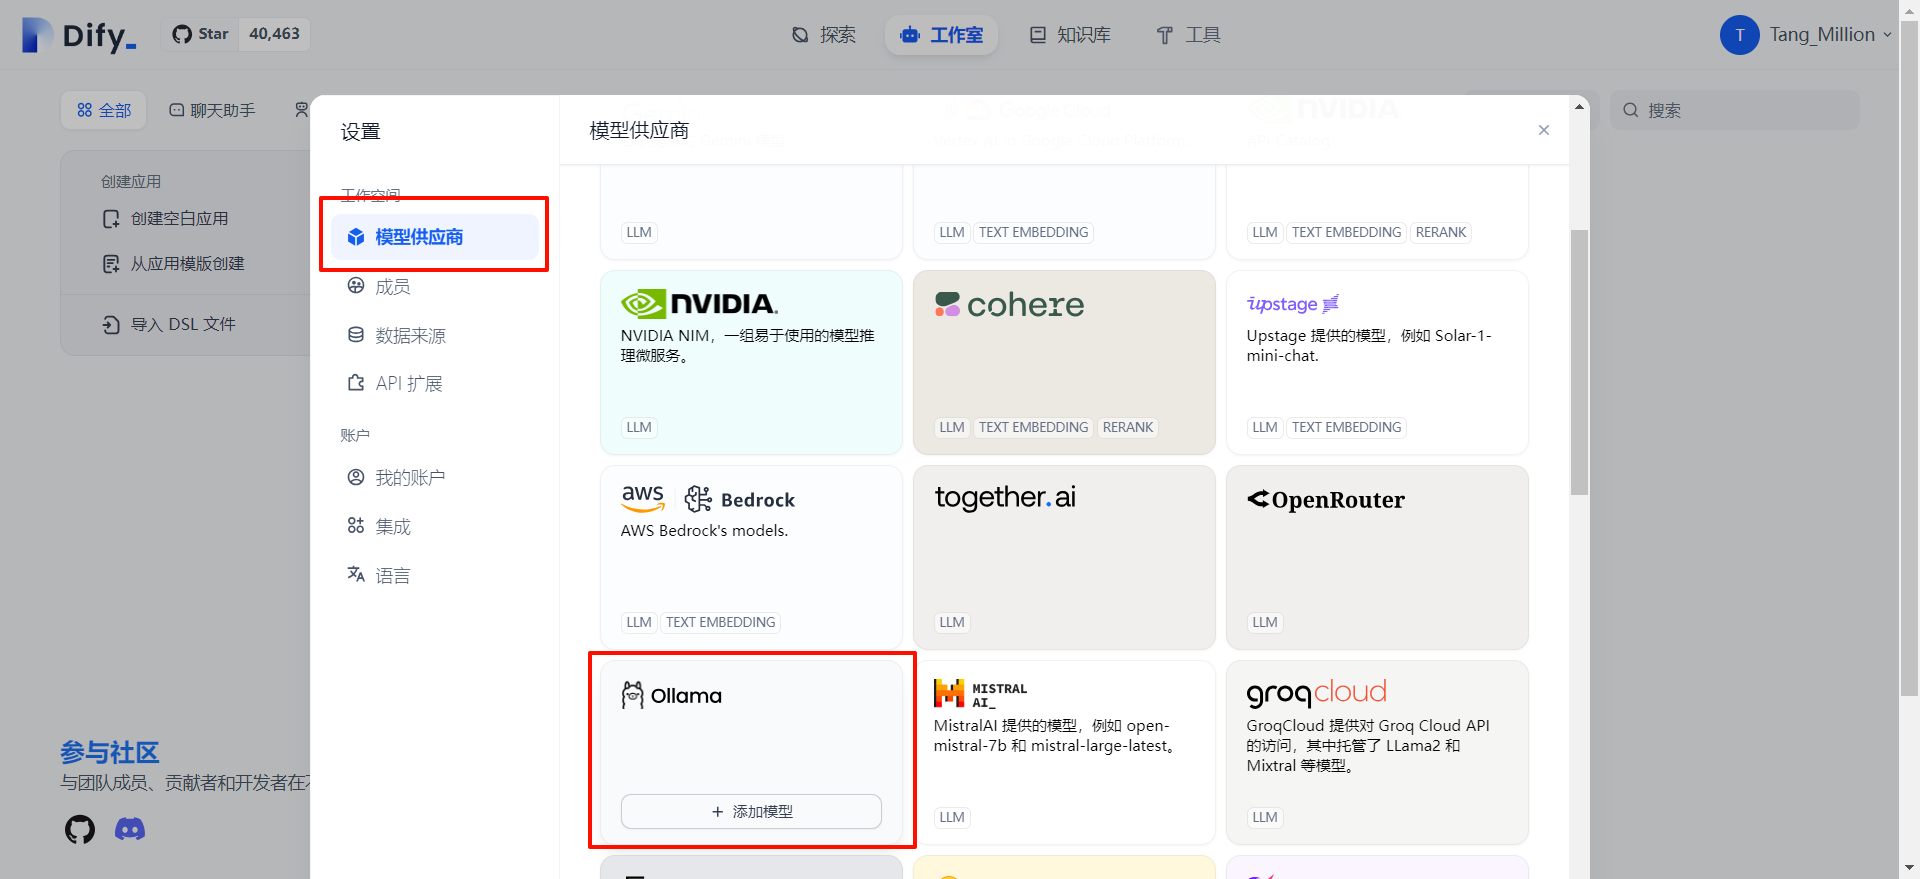 Dify_
Star 40,463
探索
工作室
知识库
工具
T Tang_Million
全部
聊天助手
搜索
创建应用
创建空白应用
从应用模版创建
导入 DSL 文件
参与社区
与团队成员、贡献者和开发者在
设置
工作空间
模型供应商
成员
数据来源
API 扩展
账户
我的账户
集成
语言
模型供应商
LLM
LLM TEXT EMBEDDING
LLM TEXT EMBEDDING RERANK
NVIDIA.
NVIDIA NIM，一组易于使用的模型推
理微服务。
LLM
cohere
LLM TEXT EMBEDDING RERANK
upstage
Upstage 提供的模型，例如 Solar-1-
mini-chat.
LLM TEXT EMBEDDING
aws Bedrock
AWS Bedrock's models.
LLM TEXT EMBEDDING
together.ai
LLM
OpenRouter
LLM
Ollama
+ 添加模型
MISTRAL
AI_
MistralAI 提供的模型，例如 open-
mistral-7b 和 mistral-large-latest。
LLM
groqcloud
GroqCloud 提供对 Groq Cloud API
的访问，其中托管了 LLama2 和
Mixtral 等模型。
LLM